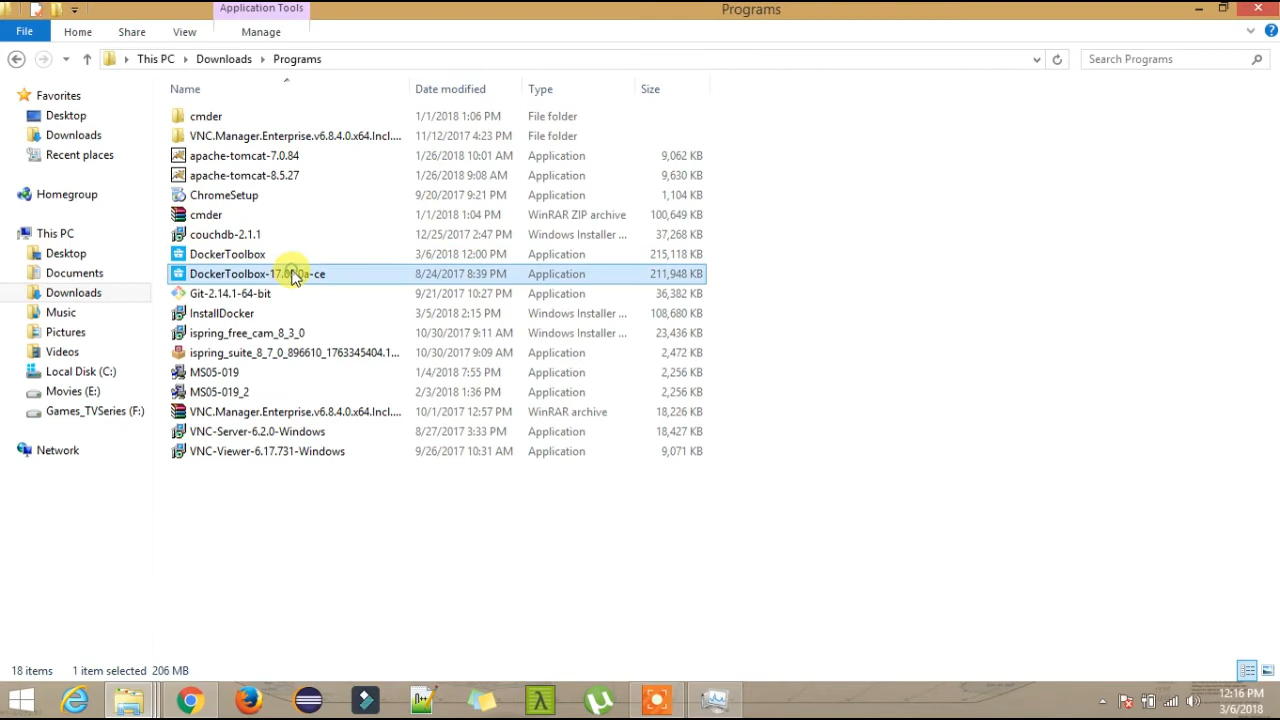 Application Tools
Programs
File
Home
Share
View
Manage
This PC
Downloads
Programs
Search Programs
Name
Date modified
Type
Size
Favorites
Desktop
Downloads
Recent places
Homegroup
This PC
Desktop
Documents
Downloads
Music
Pictures
Videos
Local Disk (C:)
Movies (E:)
Games_TVSeries (F:)
Network
cmder 1/1/2018 1:06 PM File folder
VNC.Manager.Enterprise.v6.8.4.0.x64.Incl.... 11/12/2017 4:23 PM File folder
apache-tomcat-7.0.84 1/26/2018 10:01 AM Application 9,062 KB
apache-tomcat-8.5.27 1/26/2018 9:08 AM Application 9,630 KB
ChromeSetup 9/20/2017 9:21 PM Application 1,104 KB
cmder 1/1/2018 1:04 PM WinRAR ZIP archive 100,649 KB
couchdb-2.1.1 12/25/2017 2:47 PM Windows Installer ... 37,268 KB
DockerToolbox 3/6/2018 12:00 PM Application 215,118 KB
8/24/2017 8:39 PM Application 211,948 KB
Git-2.14.1-64-bit 9/21/2017 10:27 PM Application 36,382 KB
InstallDocker 3/5/2018 2:15 PM Windows Installer ... 108,680 KB
ispring_free_cam_8_3_0 10/30/2017 9:11 AM Windows Installer ... 23,436 KB
ispring_suite_8_7_0_896610_1763345404.1... 10/30/2017 9:09 AM Application 2,472 KB
MS05-019 1/4/2018 7:55 PM Application 2,256 KB
MS05-019_2 2/3/2018 1:36 PM Application 2,256 KB
VNC.Manager.Enterprise.v6.8.4.0.x64.Incl.... 10/1/2017 12:57 PM WinRAR archive 18,226 KB
VNC-Server-6.2.0-Windows 8/27/2017 3:33 PM Application 18,427 KB
VNC-Viewer-6.17.731-Windows 9/26/2017 10:31 AM Application 9,071 KB
18 items 1 item selected 206 MB
12:16 PM
3/6/2018